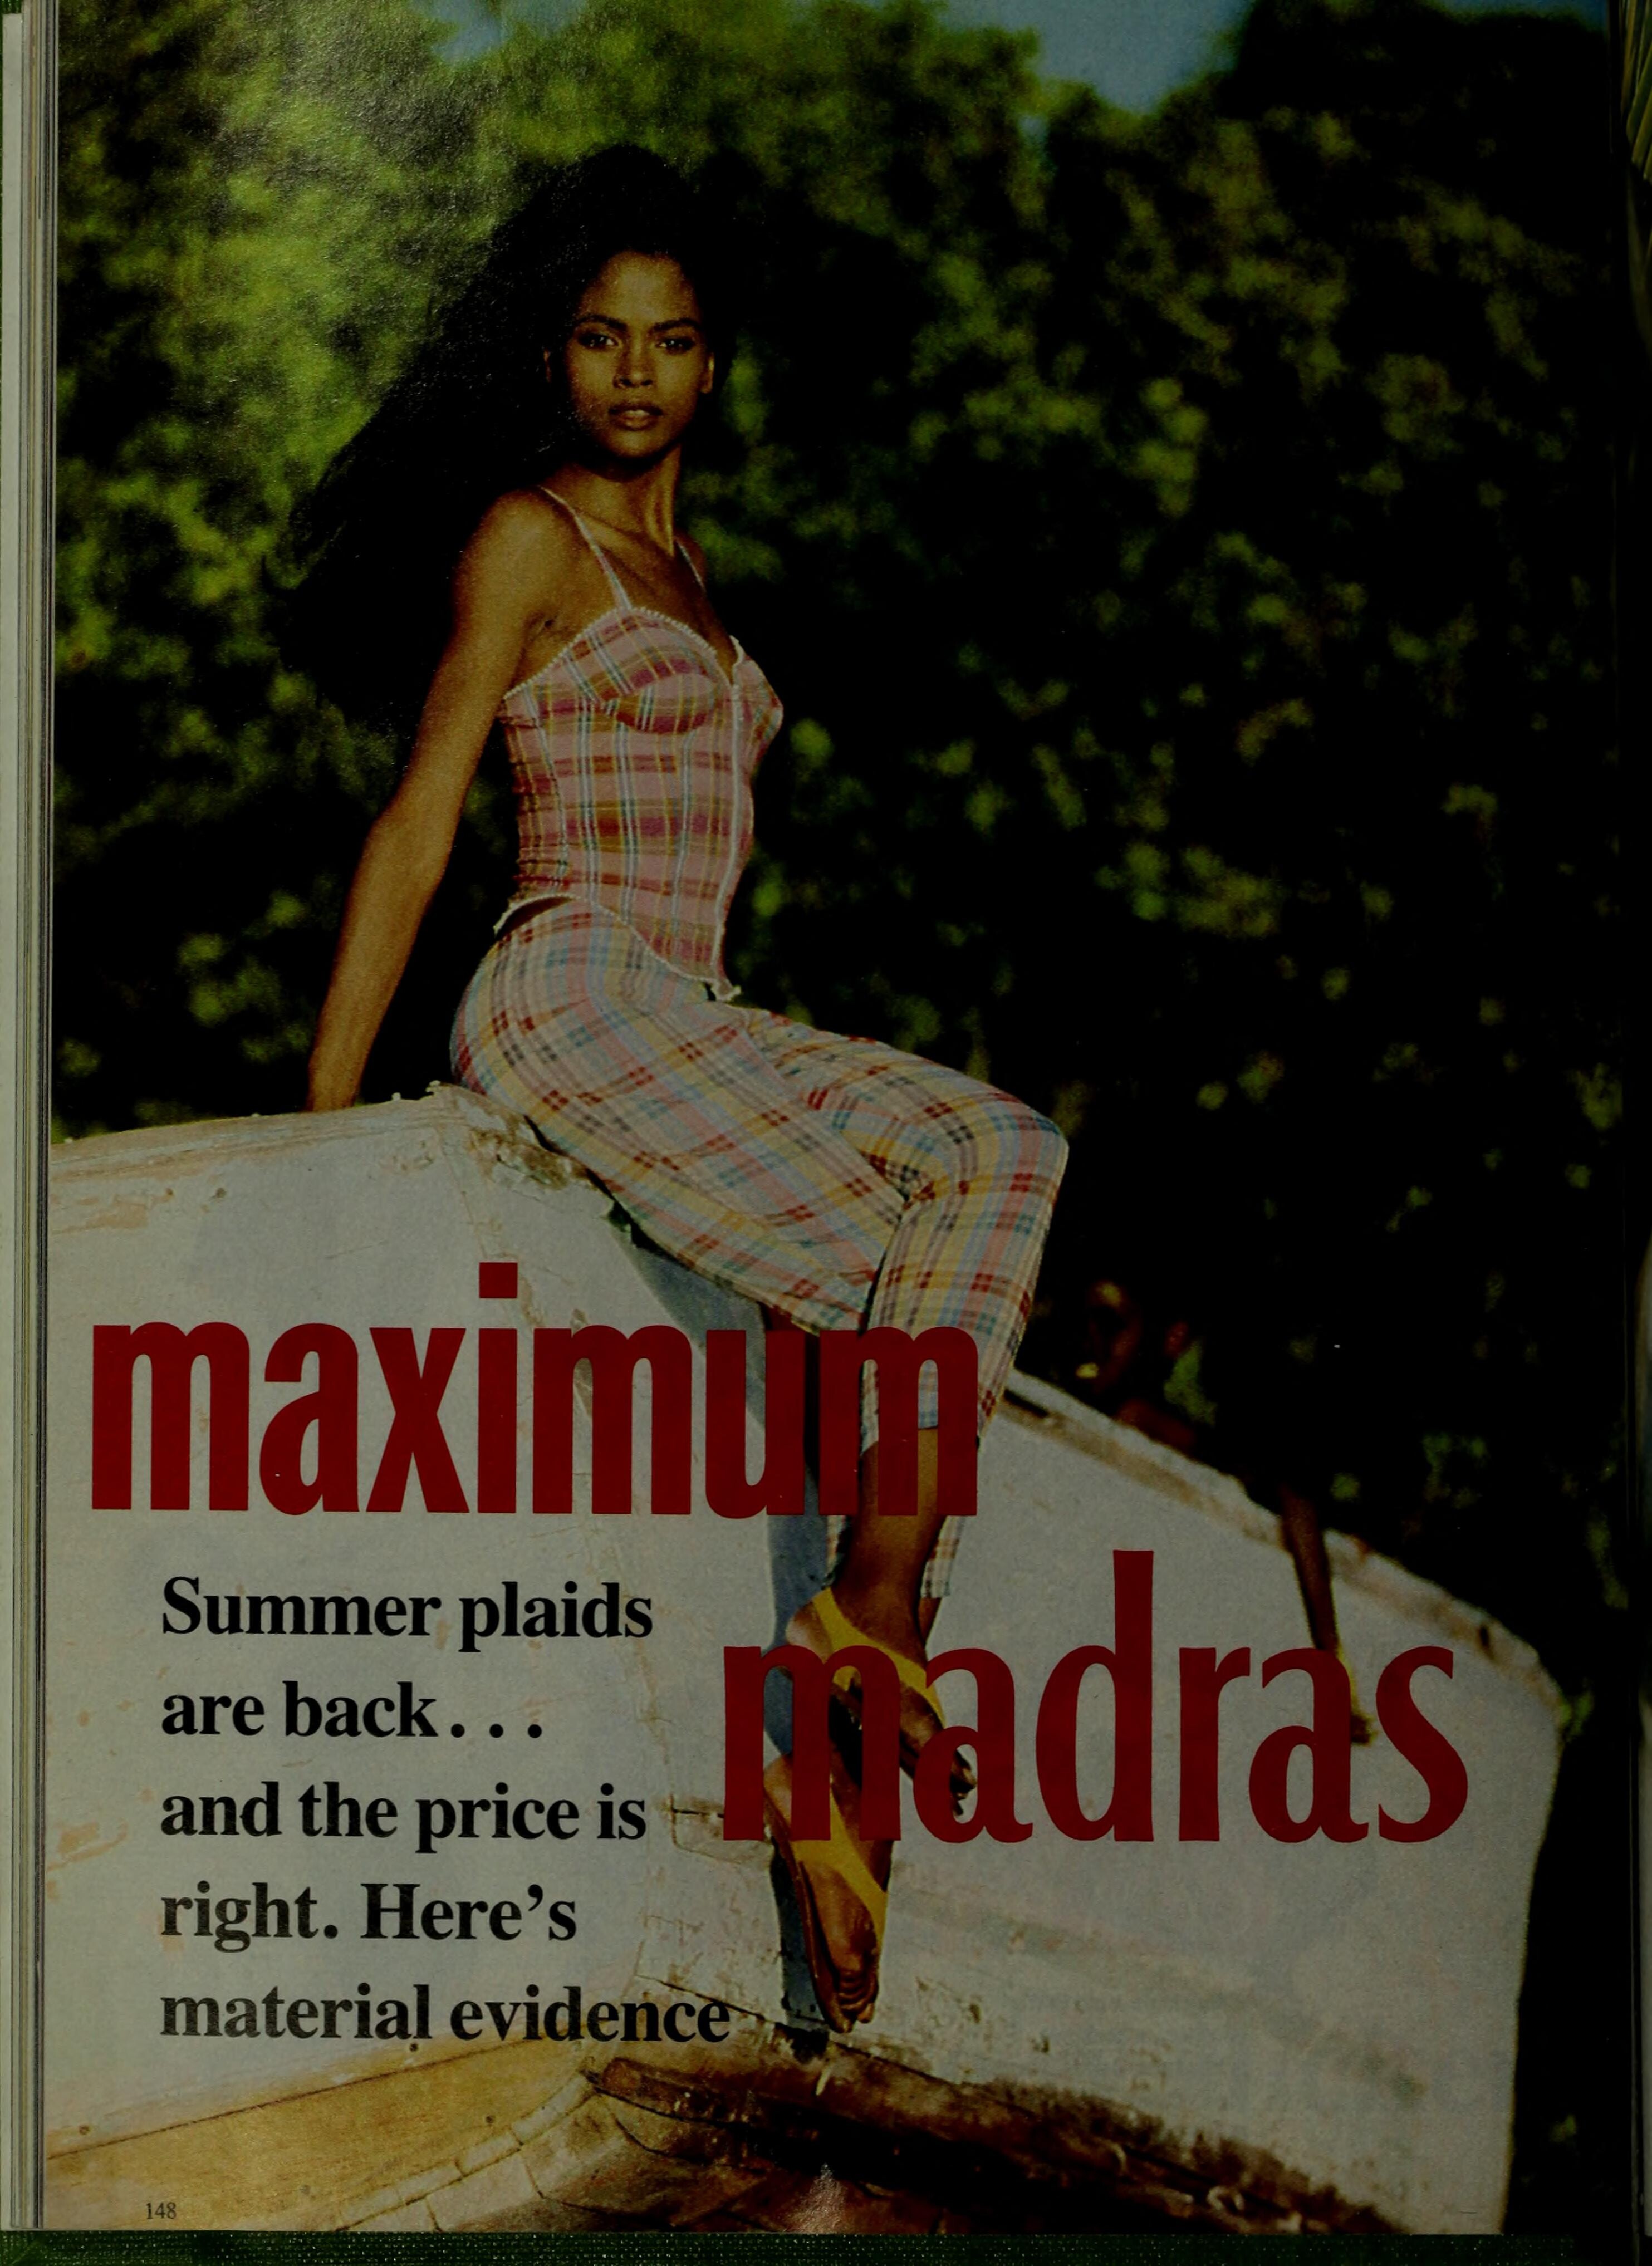 maximum
madras
Summer plaids
are back...
and the price is
right. Here’s
material evidence
148